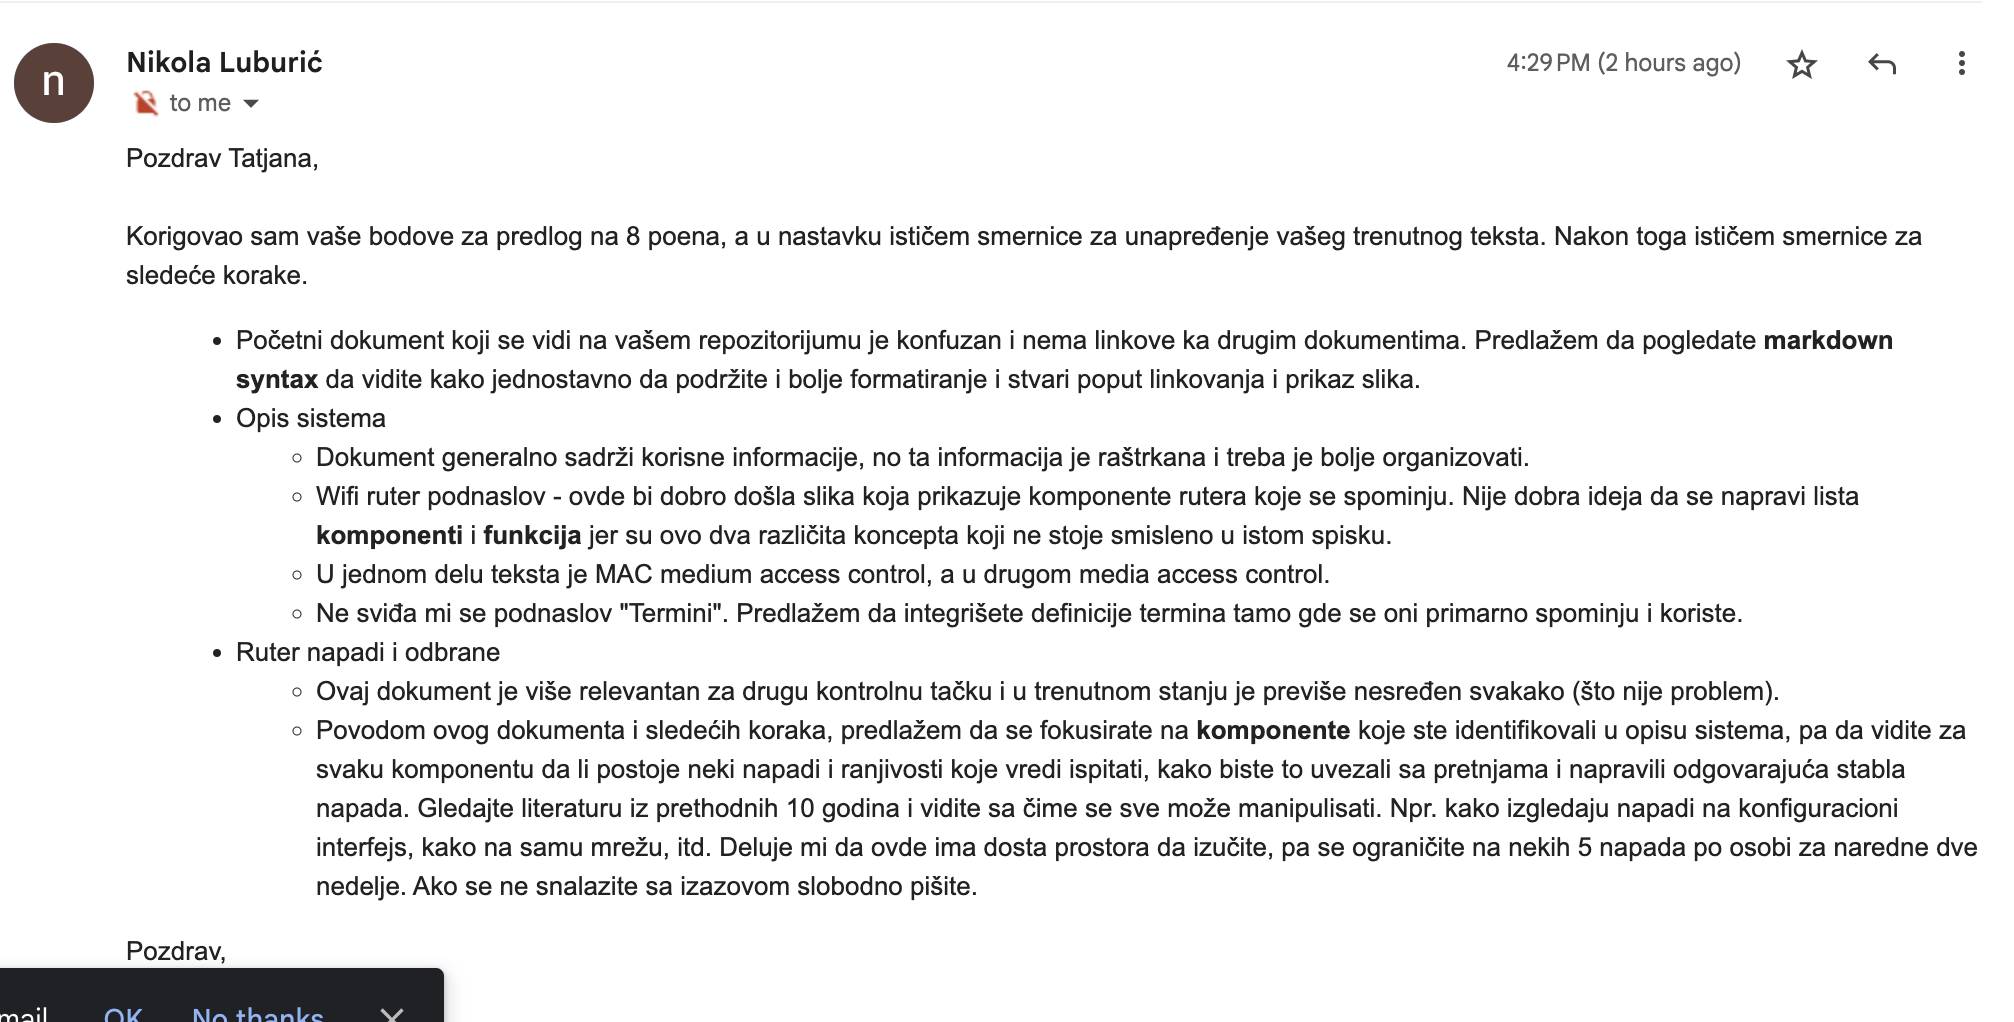 n
Nikola Luburić
4:29 PM (2 hours ago)
to me
Pozdrav Tatjana,
Korigovao sam vaše bodove za predlog na 8 poena, a u nastavku ističem smernice za unapređenje vašeg trenutnog teksta. Nakon toga ističem smernice za
sledeće korake.
• Početni dokument koji se vidi na vašem repozitorijumu je konfuzan i nema linkove ka drugim dokumentima. Predlažem da pogledate markdown
syntax da vidite kako jednostavno da podržite i bolje formatiranje i stvari poput linkovanja i prikaz slika.
• Opis sistema
◦ Dokument generalno sadrži korisne informacije, no ta informacija je raštrkana i treba je bolje organizovati.
◦ Wifi ruter podnaslov - ovde bi dobro došla slika koja prikazuje komponente rutera koje se spominju. Nije dobra ideja da se napravi lista
komponenti i funkcija jer su ovo dva različita koncepta koji ne stoje smisleno u istom spisku.
◦ U jednom delu teksta je MAC medium access control, a u drugom media access control.
◦ Ne sviđa mi se podnaslov "Termini". Predlažem da integrišete definicije termina tamo gde se oni primarno spominju i koriste.
• Ruter napadi i odbrane
◦ Ovaj dokument je više relevantan za drugu kontrolnu tačku i u trenutnom stanju je previše nesređen svakako (što nije problem).
◦ Povodom ovog dokumenta i sledećih koraka, predlažem da se fokusirate na komponente koje ste identifikovali u opisu sistema, pa da vidite za
svaku komponentu da li postoje neki napadi i ranjivosti koje vredi ispitati, kako biste to uvezali sa pretnjama i napravili odgovarajuća stabla
napada. Gledajte literaturu iz prethodnih 10 godina i vidite sa čime se sve može manipulisati. Npr. kako izgledaju napadi na konfiguracioni
interfejs, kako na samu mrežu, itd. Deluje mi da ovde ima dosta prostora da izučite, pa se ograničite na nekih 5 napada po osobi za naredne dve
nedelje. Ako se ne snalazite sa izazovom slobodno pišite.
Pozdrav,
mail OK No thanks